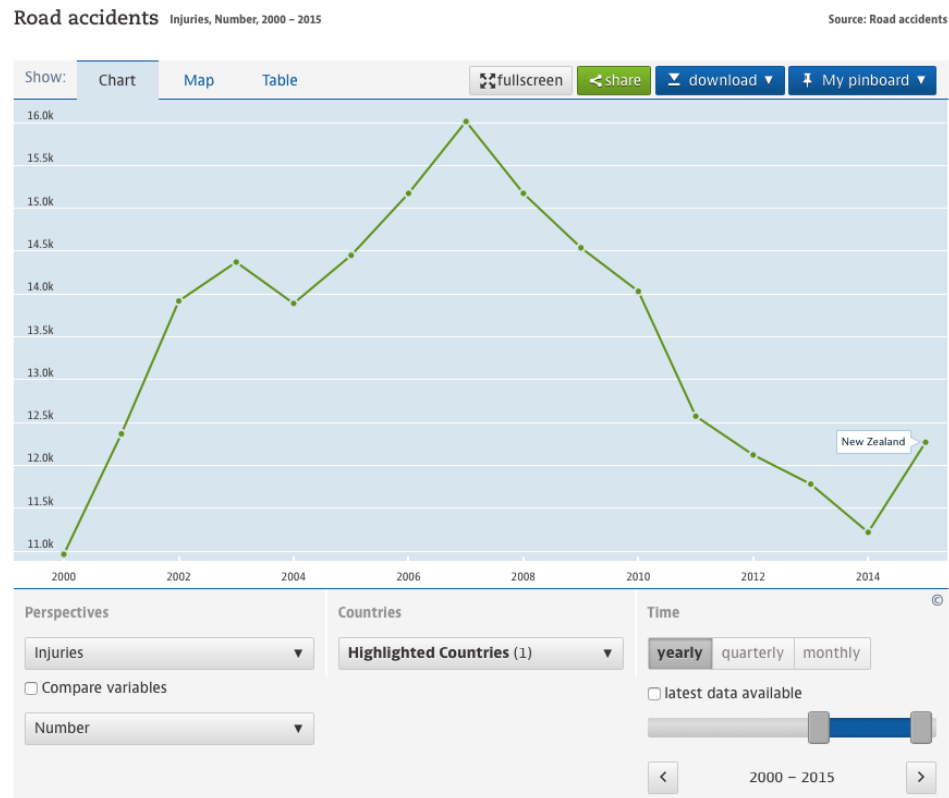 Road accidents Injuries, Number, 2000 – 2015
Source: Road accidents
Show: Chart Map Table fullscreen share download ▼ My pinboard ▼
16.0k
15.5k
15.0k
14.5k
14.0k
13.5k
13.0k
12.5k
New Zealand
12.0k
11.5k
11.0k
2000 2002 2004 2006 2008 2010 2012 2014
©
Perspectives
Injuries ▼
Compare variables
Number ▼
Countries
Highlighted Countries (1) ▼
Time
yearly quarterly monthly
latest data available
< 2000 – 2015 >